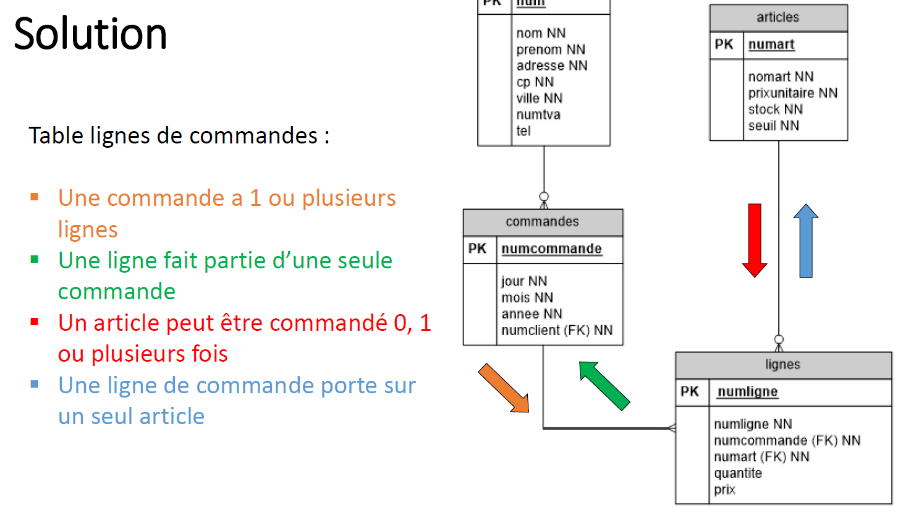 Solution
Table lignes de commandes :
▪ Une commande a 1 ou plusieurs
lignes
▪ Une ligne fait partie d’une seule
commande
▪ Un article peut être commandé 0, 1
ou plusieurs fois
▪ Une ligne de commande porte sur
un seul article
PK num
nom NN
prenom NN
adresse NN
cp NN
ville NN
numtva
tel
articles
PK numart
nomart NN
prixunitaire NN
stock NN
seuil NN
commandes
PK numcommande
jour NN
mois NN
annee NN
numclient (FK) NN
lignes
PK numligne
numligne NN
numcommande (FK) NN
numart (FK) NN
quantite
prix